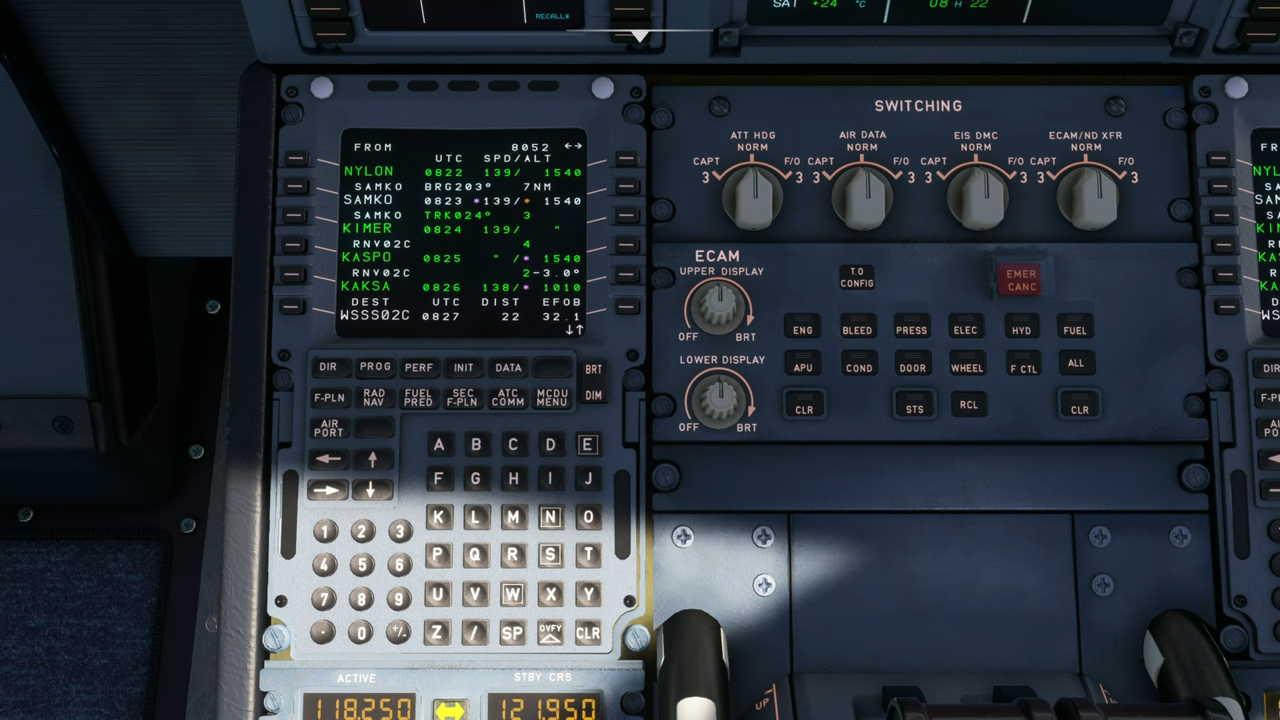 RECALL*
SAT +24 °C
08 H 22
FROM 8052 ←→
UTC SPD/ALT
NYLON 0822 139/ 1540
SAMKO BRG203° 7NM
SAMKO 0823 *139/* 1540
SAMKO TRK024° 3
KIMER 0824 139/ "
RNV02C 4
KASPO 0825 " /* 1540
RNV02C 2-3.0°
KAKSA 0826 138/* 1010
DEST UTC DIST EFOB
WSSS02C 0827 22 32.1
↓↑
DIR PROG PERF INIT DATA
BRT
DIM
F-PLN RAD NAV FUEL PRED SEC F-PLN ATC COMM MCDU MENU
AIR PORT
← ↑
→ ↓
A B C D E
F G H I J
K L M N O
P Q R S T
U V W X Y
Z / SP OVFY CLR
1 2 3
4 5 6
7 8 9
. 0 +/-
ACTIVE STBY CRS
118.250 121.950
SWITCHING
ATT HDG AIR DATA EIS DMC ECAM/ND XFR
NORM NORM NORM NORM
CAPT F/O CAPT F/O CAPT F/O CAPT F/O
3 3 3 3 3 3 3 3
ECAM
UPPER DISPLAY
OFF BRT
LOWER DISPLAY
OFF BRT
T.O CONFIG
EMER CANC
ENG BLEED PRESS ELEC HYD FUEL
APU COND DOOR WHEEL F CTL ALL
CLR STS RCL CLR
UP